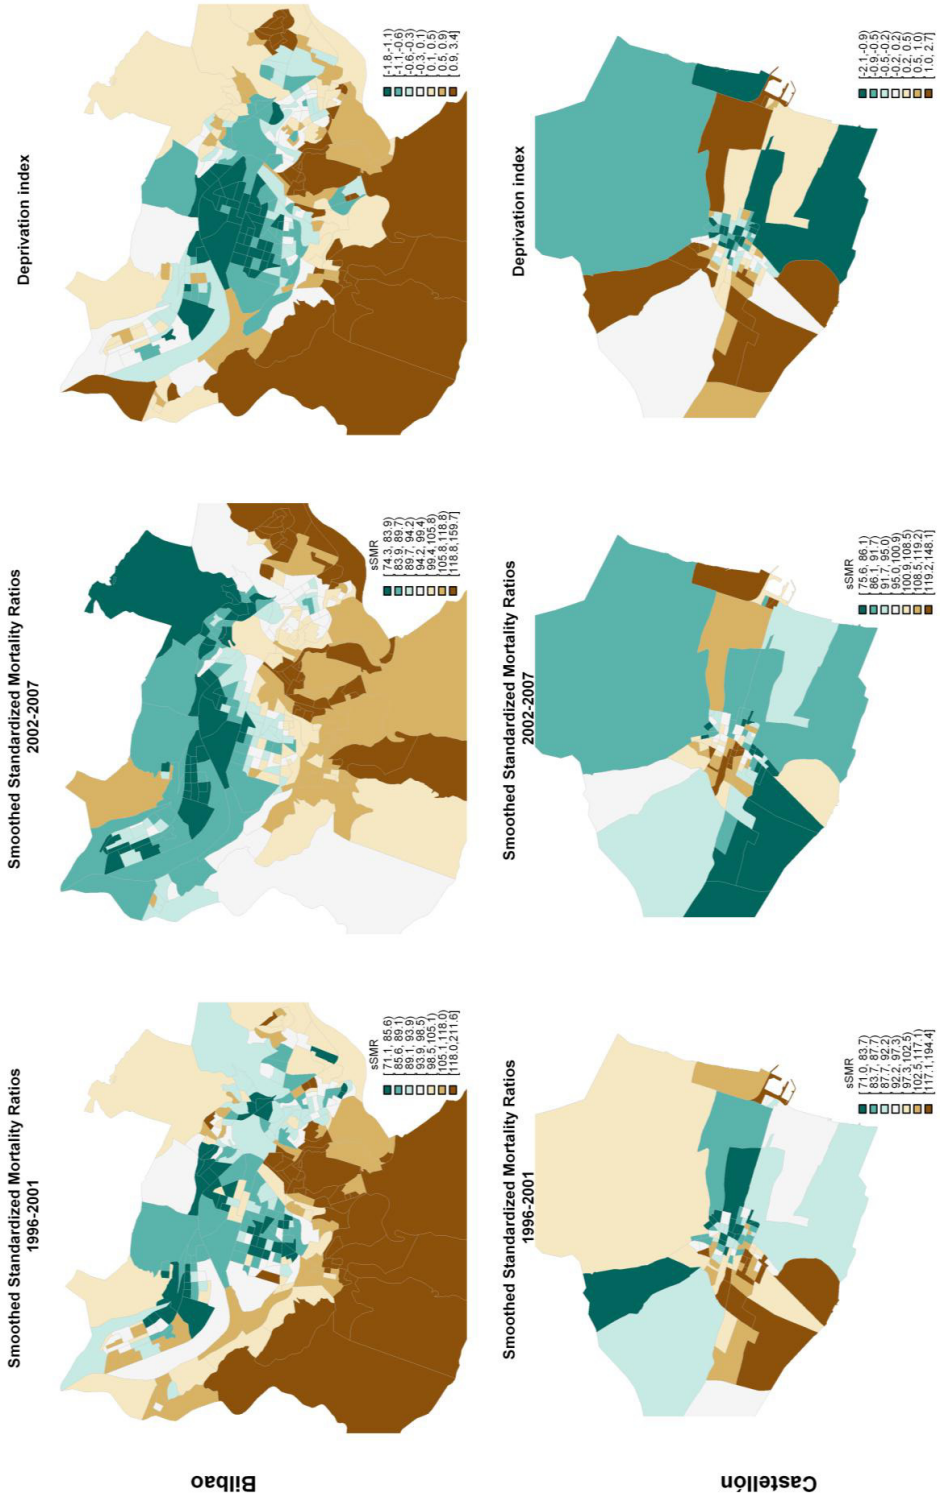 Bilbao
Smoothed Standardized Mortality Ratios
1996-2001
sSMR
[ 71.1, 85.6)
[ 85.6, 89.1)
[ 89.1, 93.9)
[ 93.9, 98.5)
[ 98.5,105.1)
[105.1,118.0)
[118.0,211.6]
Smoothed Standardized Mortality Ratios
2002-2007
sSMR
[ 74.3, 83.9)
[ 83.9, 89.7)
[ 89.7, 94.2)
[ 94.2, 99.4)
[ 99.4,105.8)
[105.8,118.8)
[118.8,159.7]
Deprivation index
[-1.8,-1.1)
[-1.1,-0.6)
[-0.6,-0.3)
[-0.3, 0.1)
[ 0.1, 0.5)
[ 0.5, 0.9)
[ 0.9, 3.4]
Castellón
Smoothed Standardized Mortality Ratios
1996-2001
sSMR
[ 71.0, 83.7)
[ 83.7, 87.7)
[ 87.7, 92.2)
[ 92.2, 97.3)
[ 97.3,102.5)
[102.5,117.1)
[117.1,194.4]
Smoothed Standardized Mortality Ratios
2002-2007
sSMR
[ 75.6, 86.1)
[ 86.1, 91.7)
[ 91.7, 95.0)
[ 95.0,100.9)
[100.9,108.5)
[108.5,119.2)
[119.2,148.1]
Deprivation index
[-2.1,-0.9)
[-0.9,-0.5)
[-0.5,-0.2)
[-0.2, 0.2)
[ 0.2, 0.5)
[ 0.5, 1.0)
[ 1.0, 2.7]